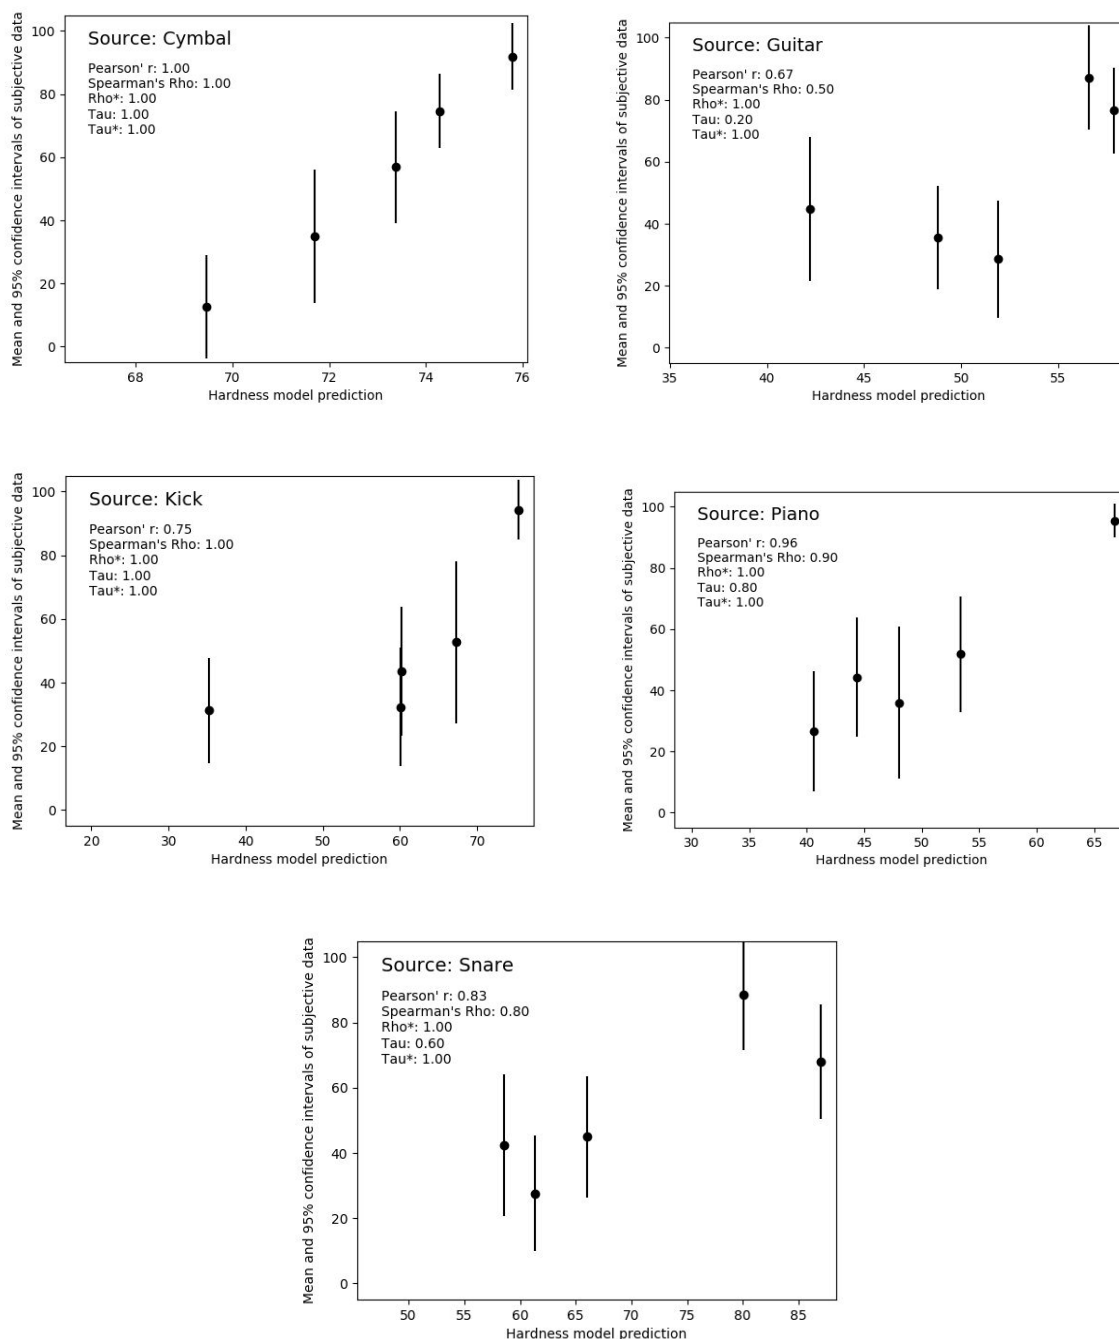 Source: Cymbal
Pearson' r: 1.00
Spearman's Rho: 1.00
Rho*: 1.00
Tau: 1.00
Tau*: 1.00
Mean and 95% confidence intervals of subjective data
100
80
60
40
20
0
68 70 72 74 76
Hardness model prediction
Source: Guitar
Pearson' r: 0.67
Spearman's Rho: 0.50
Rho*: 1.00
Tau: 0.20
Tau*: 1.00
Mean and 95% confidence intervals of subjective data
100
80
60
40
20
0
35 40 45 50 55
Hardness model prediction
Source: Kick
Pearson' r: 0.75
Spearman's Rho: 1.00
Rho*: 1.00
Tau: 1.00
Tau*: 1.00
Mean and 95% confidence intervals of subjective data
100
80
60
40
20
0
20 30 40 50 60 70
Hardness model prediction
Source: Piano
Pearson' r: 0.96
Spearman's Rho: 0.90
Rho*: 1.00
Tau: 0.80
Tau*: 1.00
Mean and 95% confidence intervals of subjective data
100
80
60
40
20
0
30 35 40 45 50 55 60 65
Hardness model prediction
Source: Snare
Pearson' r: 0.83
Spearman's Rho: 0.80
Rho*: 1.00
Tau: 0.60
Tau*: 1.00
Mean and 95% confidence intervals of subjective data
100
80
60
40
20
0
50 55 60 65 70 75 80 85
Hardness model prediction